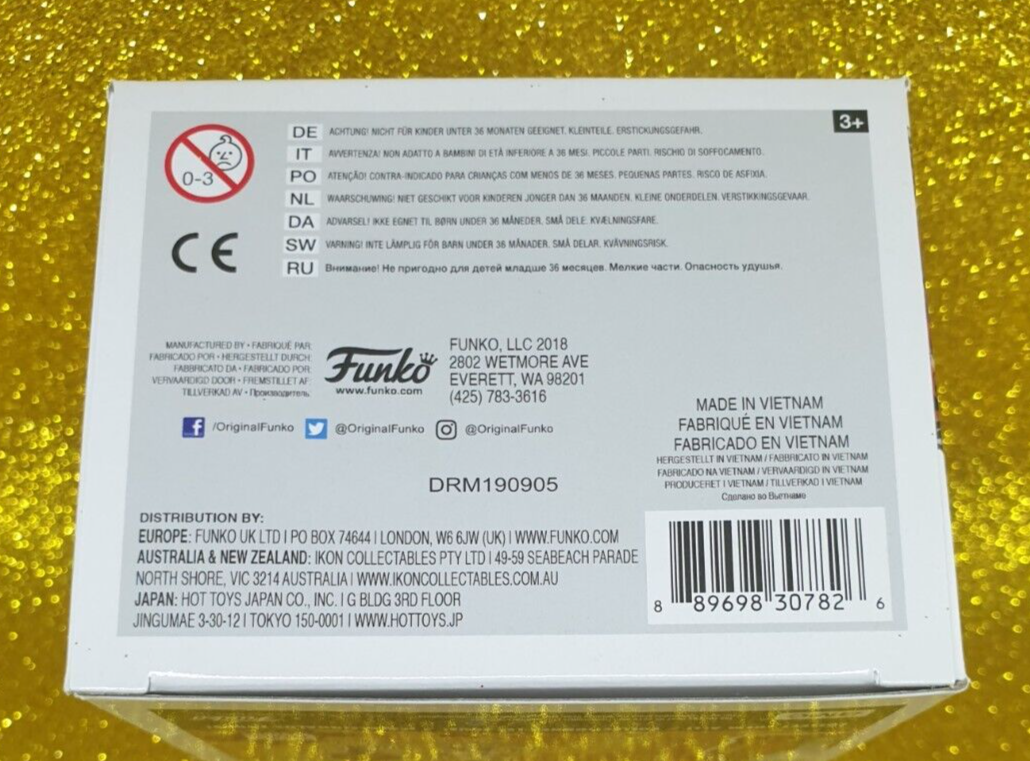 0-3
3+
DE ACHTUNG! NICHT FÜR KINDER UNTER 36 MONATEN GEEIGNET. KLEINTEILE. ERSTICKUNGSGEFAHR.
IT AVVERTENZA! NON ADATTO A BAMBINI DI ETÀ INFERIORE A 36 MESI. PICCOLE PARTI. RISCHIO DI SOFFOCAMENTO.
PO ATENÇÃO! CONTRA-INDICADO PARA CRIANÇAS COM MENOS DE 36 MESES. PEQUENAS PARTES. RISCO DE ASFIXIA.
NL WAARSCHUWING! NIET GESCHIKT VOOR KINDEREN JONGER DAN 36 MAANDEN. KLEINE ONDERDELEN. VERSTIKKINGSGEVAAR.
DA ADVARSEL! IKKE EGNET TIL BØRN UNDER 36 MÅNEDER. SMÅ DELE. KVÆLNINGSFARE.
SW VARNING! INTE LÄMPLIG FÖR BARN UNDER 36 MÅNADER. SMÅ DELAR. KVÄVNINGSRISK.
RU Внимание! Не пригодно для детей младше 36 месяцев. Мелкие части. Опасность удушья.
CE
MANUFACTURED BY • FABRIQUÉ PAR
FABRICADO POR • HERGESTELLT DURCH
FABBRICATO DA • FABRICADO POR
VERVAARDIGD DOOR • FREMSTILLET AF
TILLVERKAD AV • Производитель
Funko
www.funko.com
FUNKO, LLC 2018
2802 WETMORE AVE
EVERETT, WA 98201
(425) 783-3616
/OriginalFunko @OriginalFunko @OriginalFunko
DRM190905
MADE IN VIETNAM
FABRIQUÉ EN VIETNAM
FABRICADO EN VIETNAM
HERGESTELLT IN VIETNAM / FABBRICATO IN VIETNAM
FABRICADO NA VIETNAM / VERVAARDIGD IN VIETNAM
PRODUCERET I VIETNAM / TILLVERKAD I VIETNAM
Сделано во Вьетнаме
DISTRIBUTION BY:
EUROPE: FUNKO UK LTD I PO BOX 74644 I LONDON, W6 6JW (UK) I WWW.FUNKO.COM
AUSTRALIA & NEW ZEALAND: IKON COLLECTABLES PTY LTD I 49-59 SEABEACH PARADE
NORTH SHORE, VIC 3214 AUSTRALIA I WWW.IKONCOLLECTABLES.COM.AU
JAPAN: HOT TOYS JAPAN CO., INC. I G BLDG 3RD FLOOR
JINGUMAE 3-30-12 I TOKYO 150-0001 I WWW.HOTTOYS.JP
8 89698 30782 6